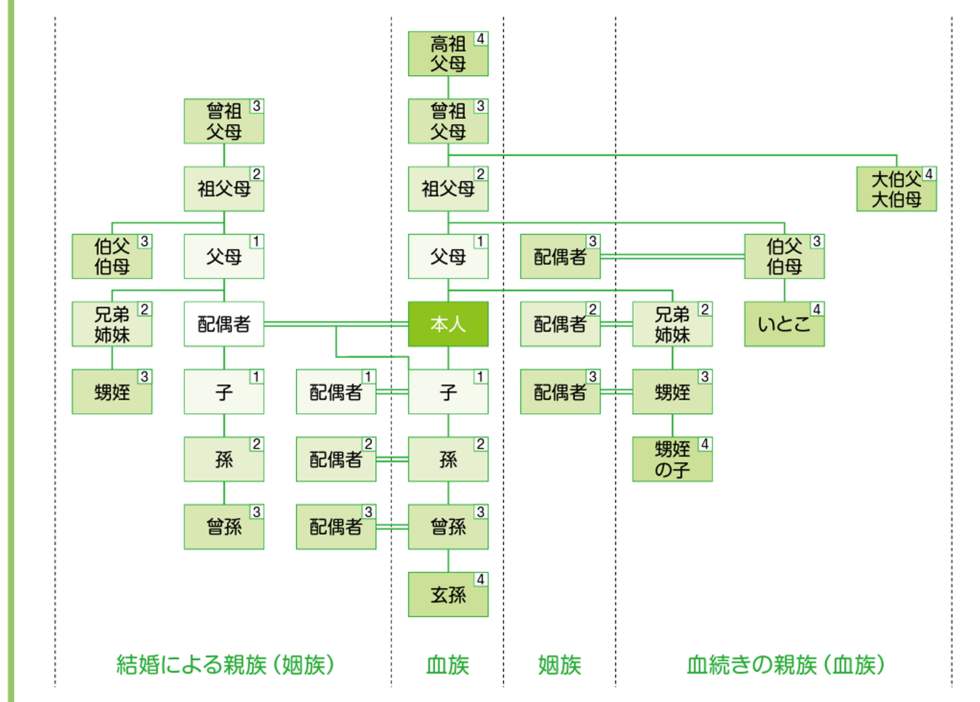 高祖 4
父母
曾祖 3
父母
曾祖 3
父母
祖父母 2
祖父母 2
大伯父 4
大伯母
伯父 3
伯母
父母 1
父母 1
配偶者 3
伯父 3
伯母
兄弟 2
姉妹
配偶者
本人
配偶者 2
兄弟 2
姉妹
いとこ 4
甥姪 3
子 1
配偶者 1
子 1
配偶者 3
甥姪 3
孫 2
配偶者 2
孫 2
甥姪 4
の子
曾孫 3
配偶者 3
曾孫 3
玄孫 4
結婚による親族(姻族)
血族
姻族
血続きの親族(血族)